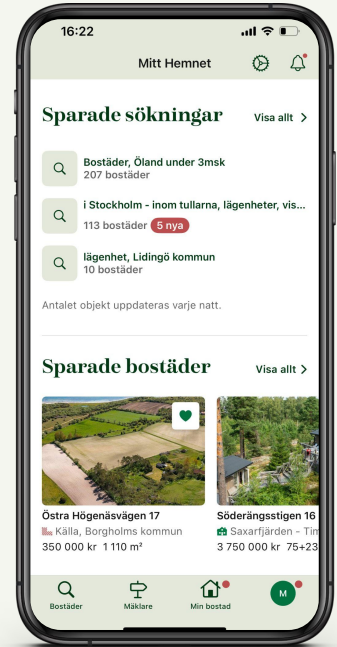 16:22
Mitt Hemnet
Sparade sökningar
Visa allt
Bostäder, Öland under 3msk
207 bostäder
i Stockholm - inom tullarna, lägenheter, vis...
113 bostäder 5 nya
lägenhet, Lidingö kommun
10 bostäder
Antalet objekt uppdateras varje natt.
Sparade bostäder
Visa allt
Östra Högenäsvägen 17
Källa, Borgholms kommun
350 000 kr 1 110 m²
Söderängsstigen 16
Saxarfjärden - Tim
3 750 000 kr 75+23
Bostäder
Mäklare
Min bostad
M